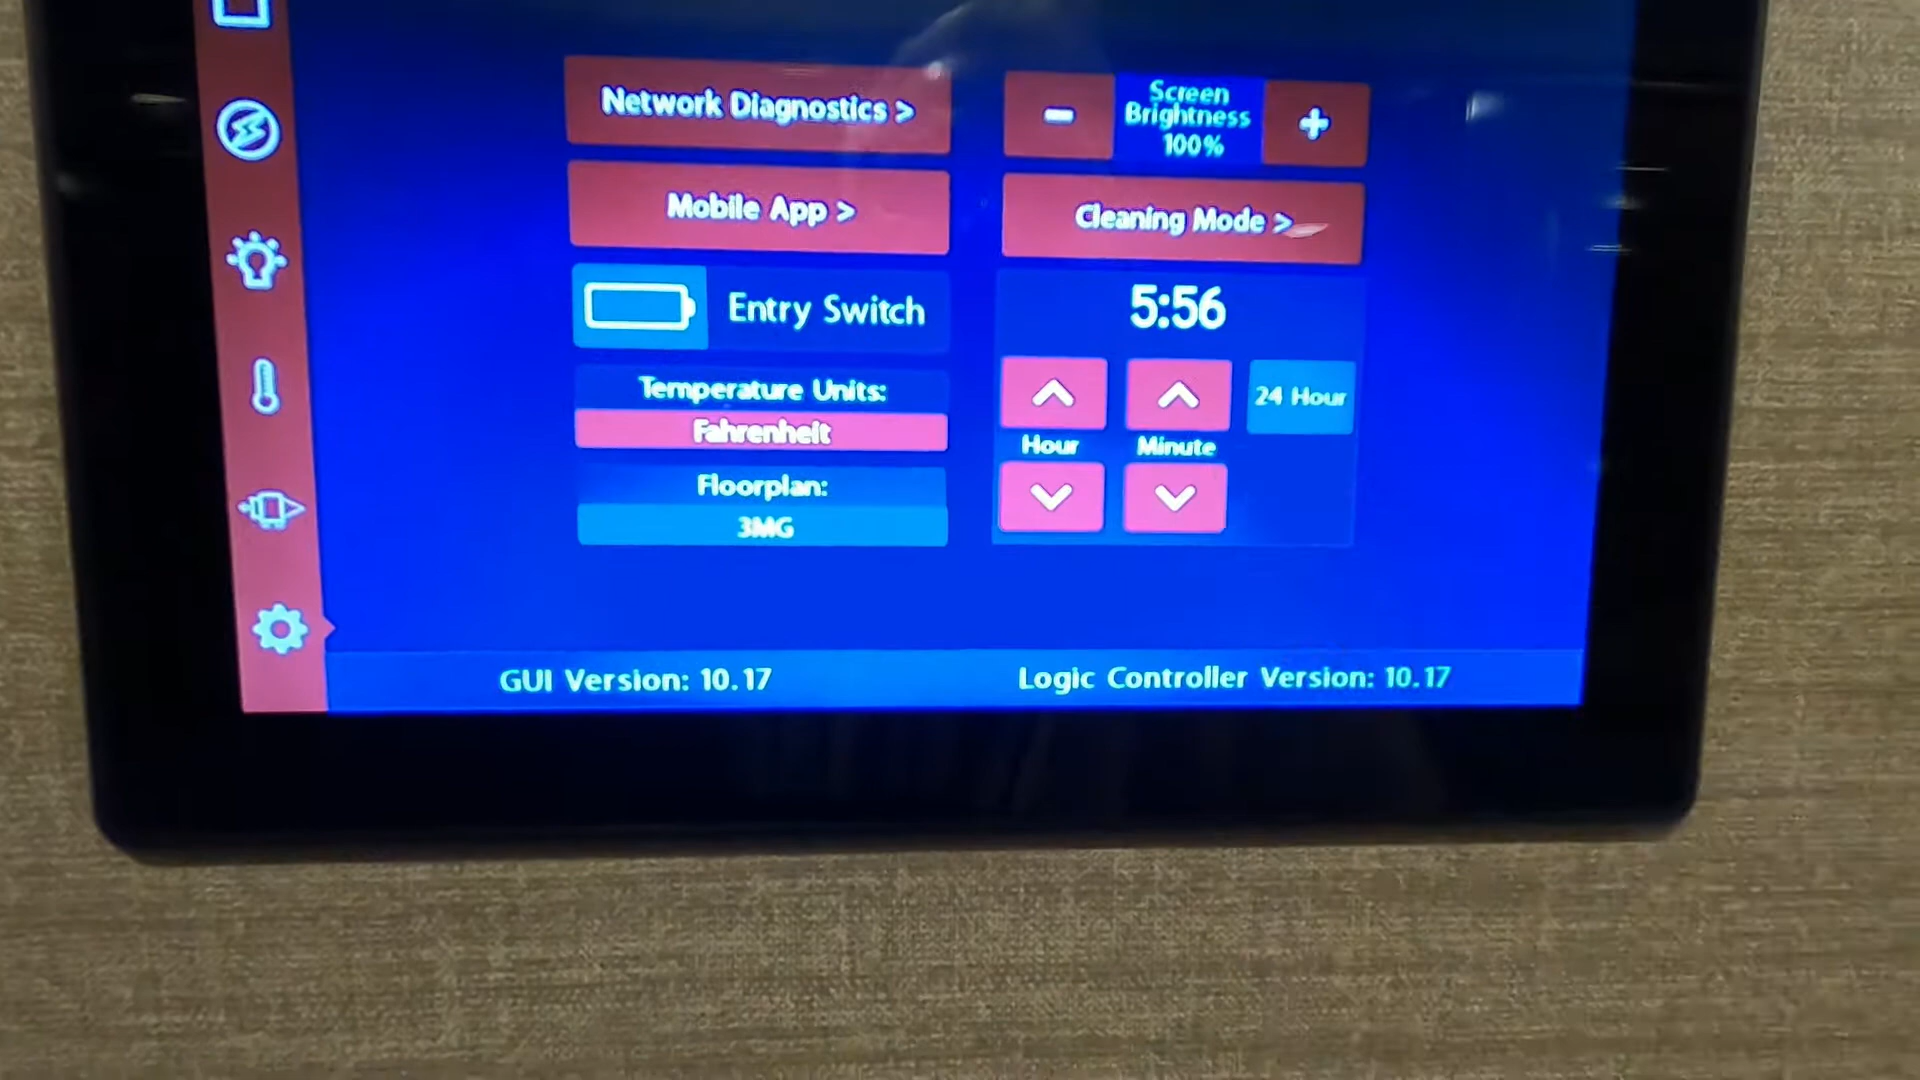 Network Diagnostics >
Screen
Brightness
100%
-
+
Mobile App >
Cleaning Mode >
Entry Switch
5:56
Temperature Units:
Fahrenheit
24 Hour
Hour
Minute
Floorplan:
3MG
GUI Version: 10.17
Logic Controller Version: 10.17